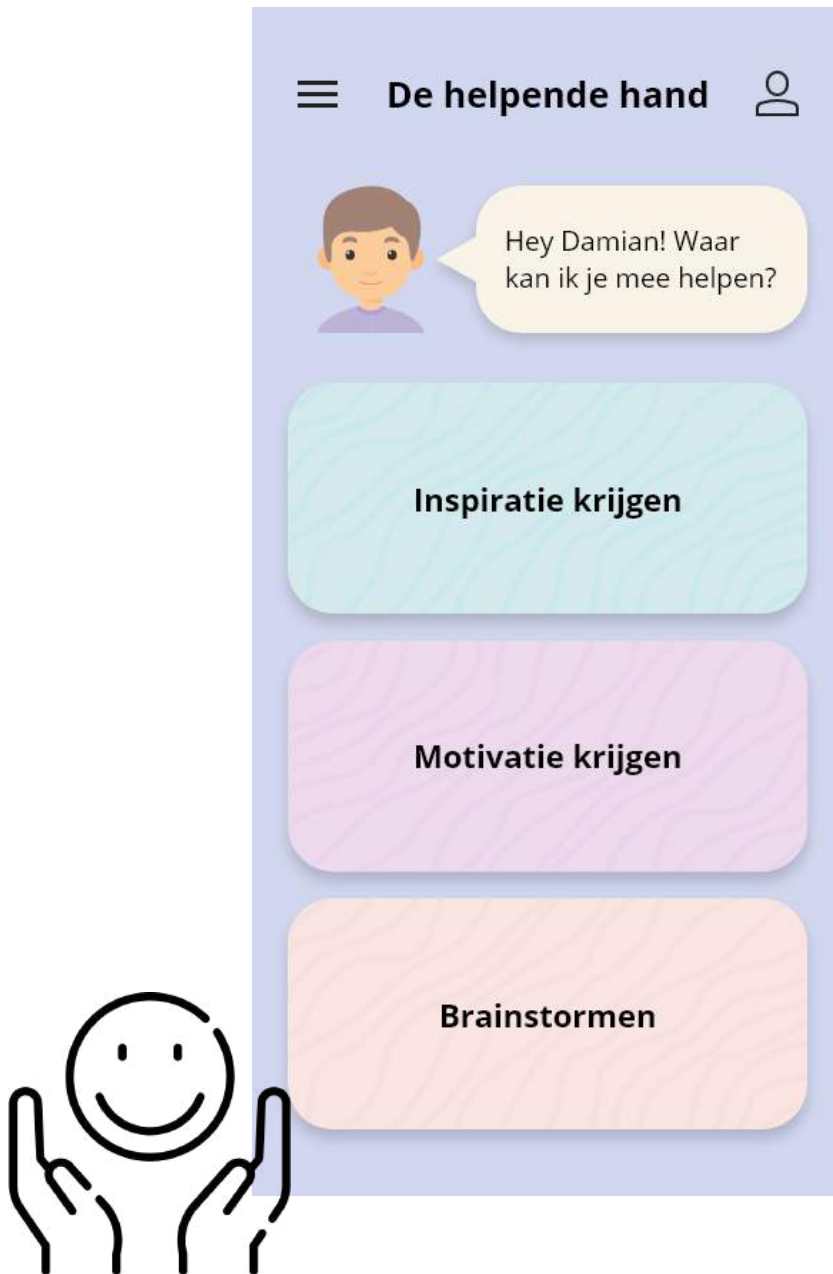 De helpende hand
Hey Damian! Waar
kan ik je mee helpen?
Inspiratie krijgen
Motivatie krijgen
Brainstormen